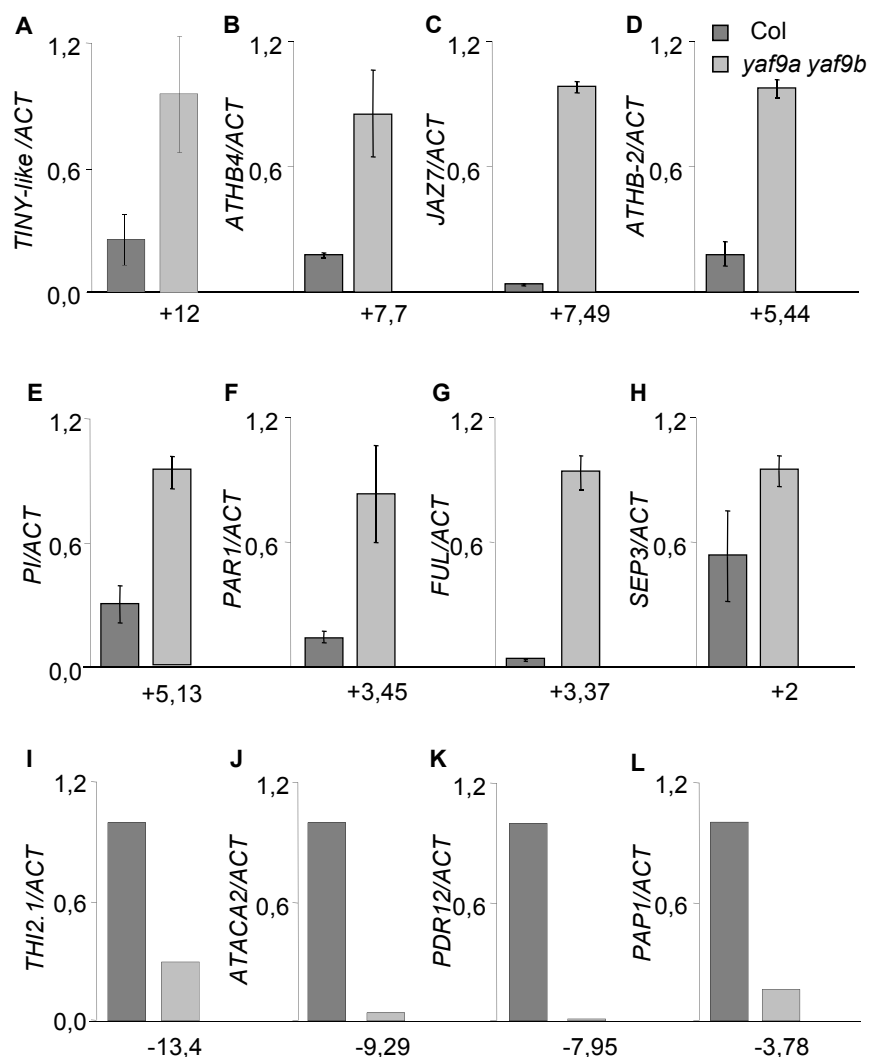 A B C D
Col
yaf9a yaf9b
1,2 1,2 1,2 1,2
TINY-like /ACT ATHB4/ACT JAZ7/ACT ATHB-2/ACT
0,6 0,6 0,6 0,6
0,0
+12 +7,7 +7,49 +5,44
E F G H
1,2 1,2 1,2 1,2
PI/ACT PAR1/ACT FUL/ACT SEP3/ACT
0,6 0,6 0,6 0,6
0,0
+5,13 +3,45 +3,37 +2
I J K L
1,2 1,2 1,2 1,2
THI2.1/ACT ATACA2/ACT PDR12/ACT PAP1/ACT
0,6 0,6 0,6 0,6
0,0
-13,4 -9,29 -7,95 -3,78